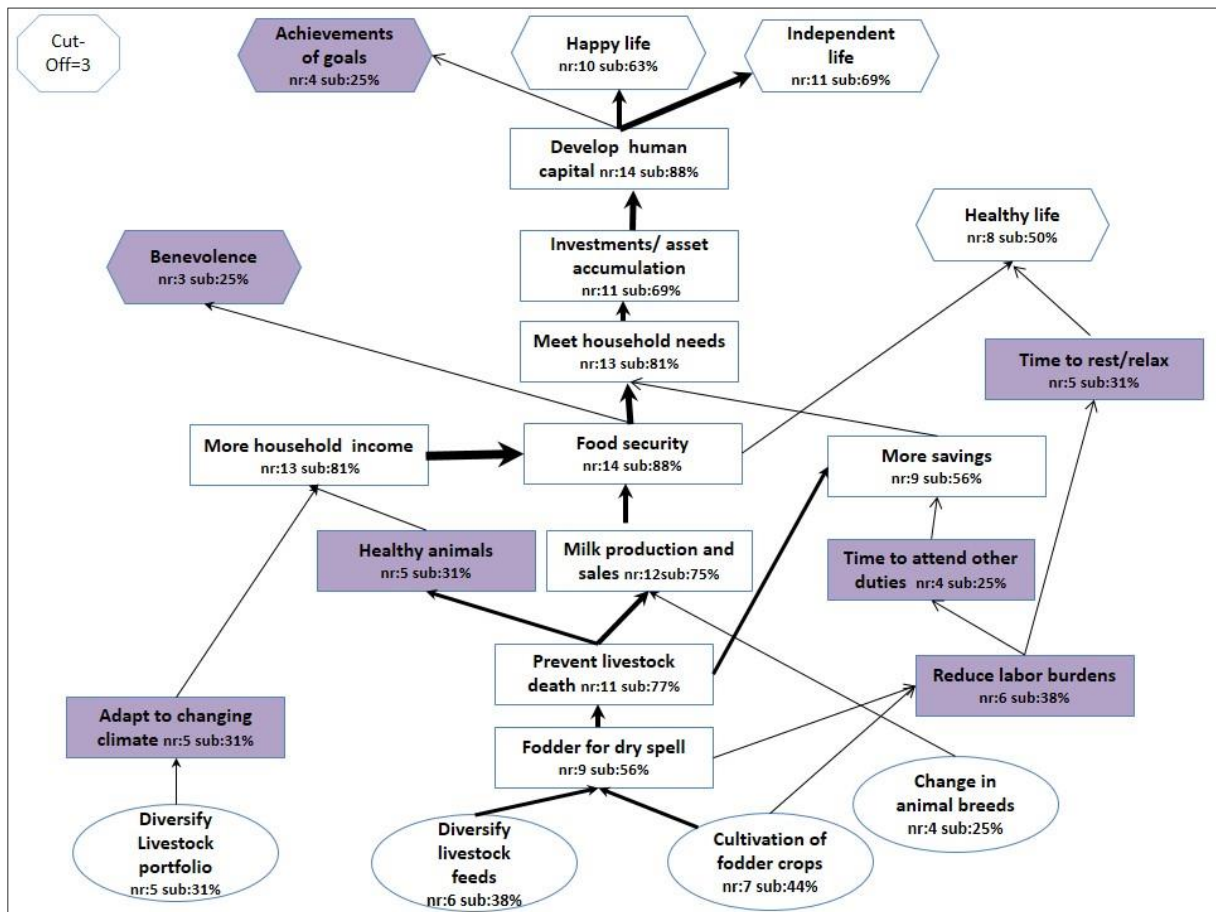 Cut-
Off=3
Achievements
of goals
nr:4 sub:25%
Happy life
nr:10 sub:63%
Independent
life
nr:11 sub:69%
Develop human
capital nr:14 sub:88%
Healthy life
nr:8 sub:50%
Benevolence
nr:3 sub:25%
Investments/ asset
accumulation
nr:11 sub:69%
Meet household needs
nr:13 sub:81%
Time to rest/relax
nr:5 sub:31%
More household income
nr:13 sub:81%
Food security
nr:14 sub:88%
More savings
nr:9 sub:56%
Healthy animals
nr:5 sub:31%
Milk production and
sales nr:12sub:75%
Time to attend other
duties nr:4 sub:25%
Prevent livestock
death nr:11 sub:77%
Reduce labor burdens
nr:6 sub:38%
Adapt to changing
climate nr:5 sub:31%
Fodder for dry spell
nr:9 sub:56%
Change in
animal breeds
nr:4 sub:25%
Diversify
Livestock
portfolio
nr:5 sub:31%
Diversify
livestock
feeds
nr:6 sub:38%
Cultivation of
fodder crops
nr:7 sub:44%